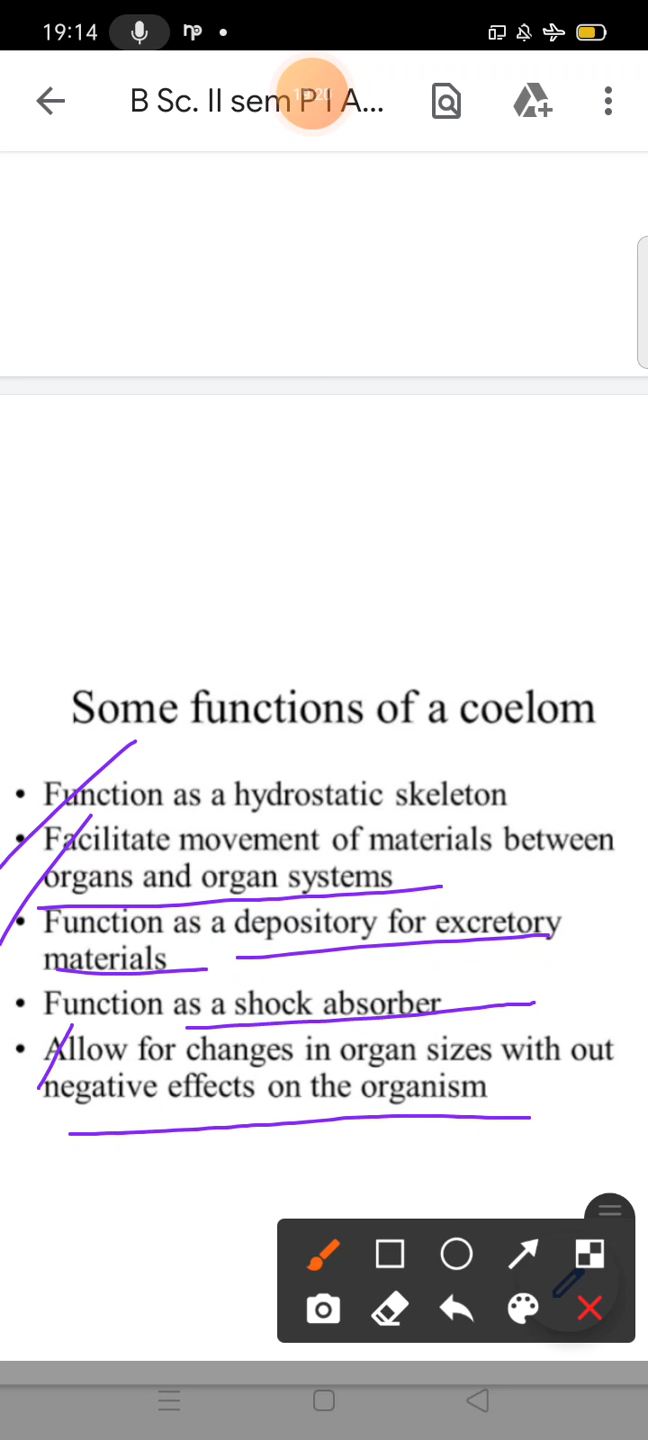 19:14
B Sc. II sem P I A...
19:20
Some functions of a coelom
• Function as a hydrostatic skeleton
• Facilitate movement of materials between
organs and organ systems
• Function as a depository for excretory
materials
• Function as a shock absorber
• Allow for changes in organ sizes with out
negative effects on the organism